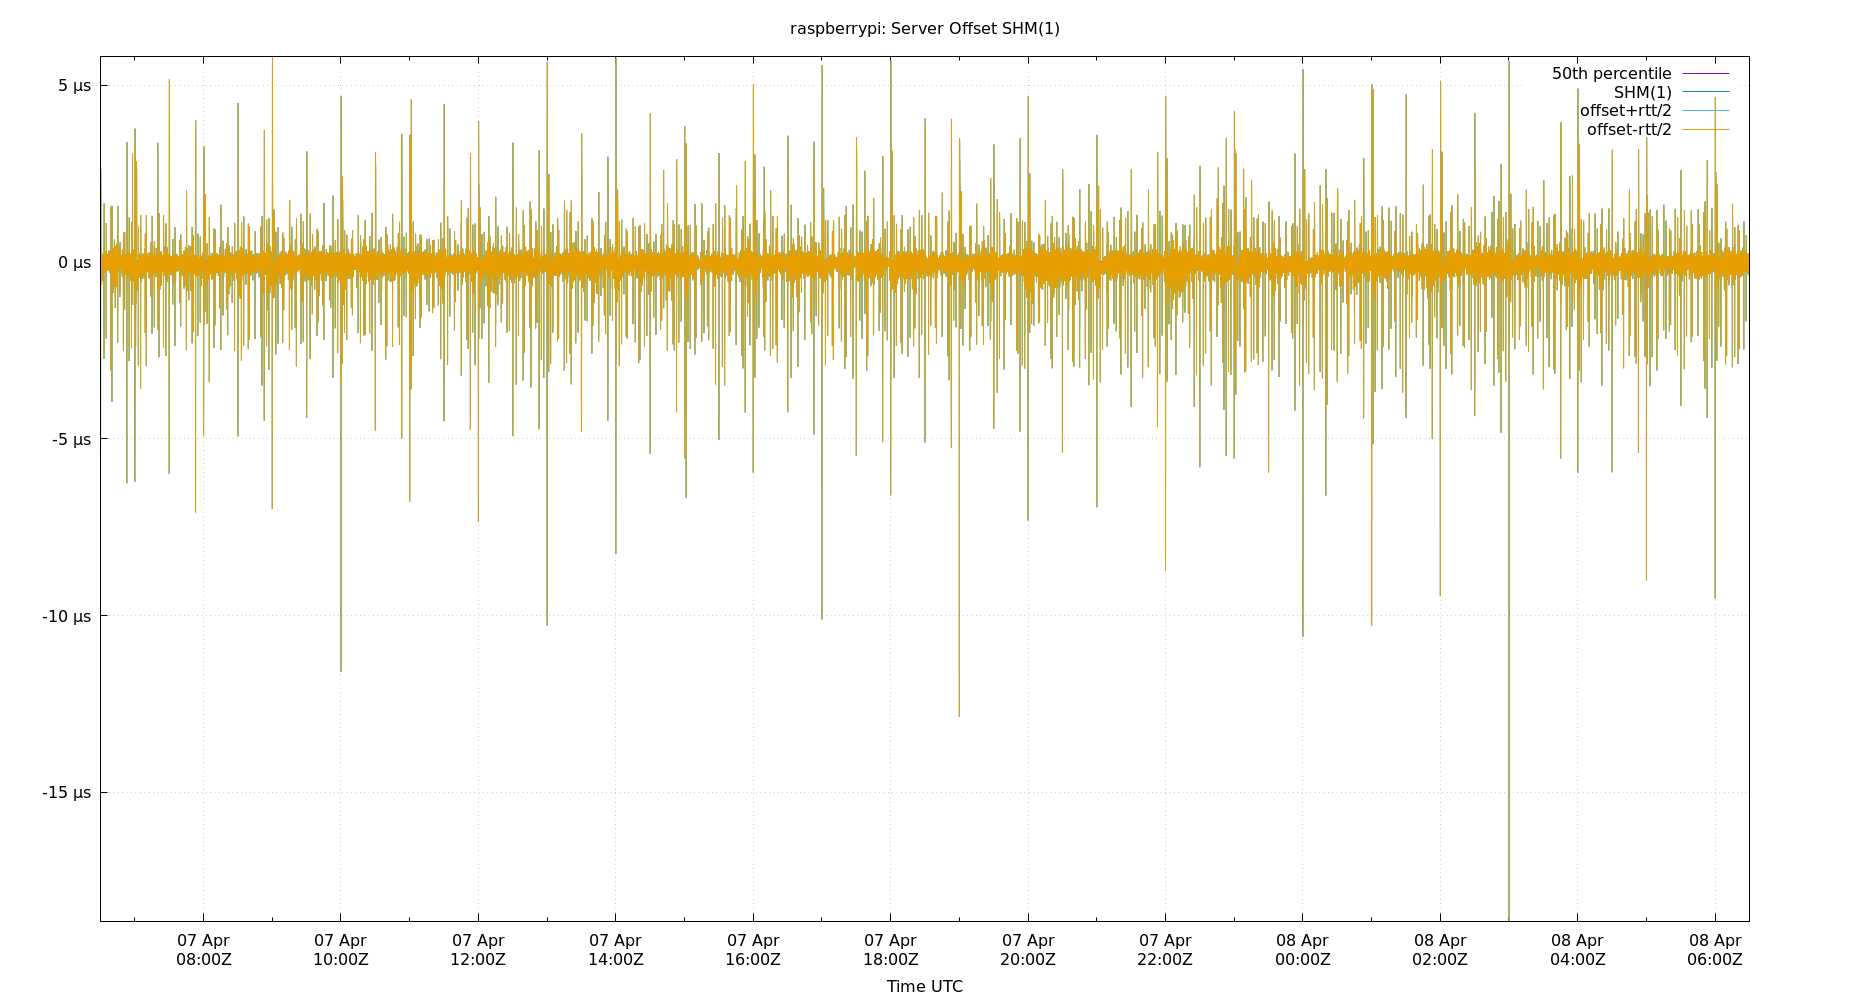 raspberrypi: Server Offset SHM(1)
50th percentile
SHM(1)
offset+rtt/2
offset-rtt/2
5 µs
0 µs
-5 µs
-10 µs
-15 µs
07 Apr 07 Apr 07 Apr 07 Apr 07 Apr 07 Apr 07 Apr 07 Apr 08 Apr 08 Apr 08 Apr 08 Apr
08:00Z 10:00Z 12:00Z 14:00Z 16:00Z 18:00Z 20:00Z 22:00Z 00:00Z 02:00Z 04:00Z 06:00Z
Time UTC